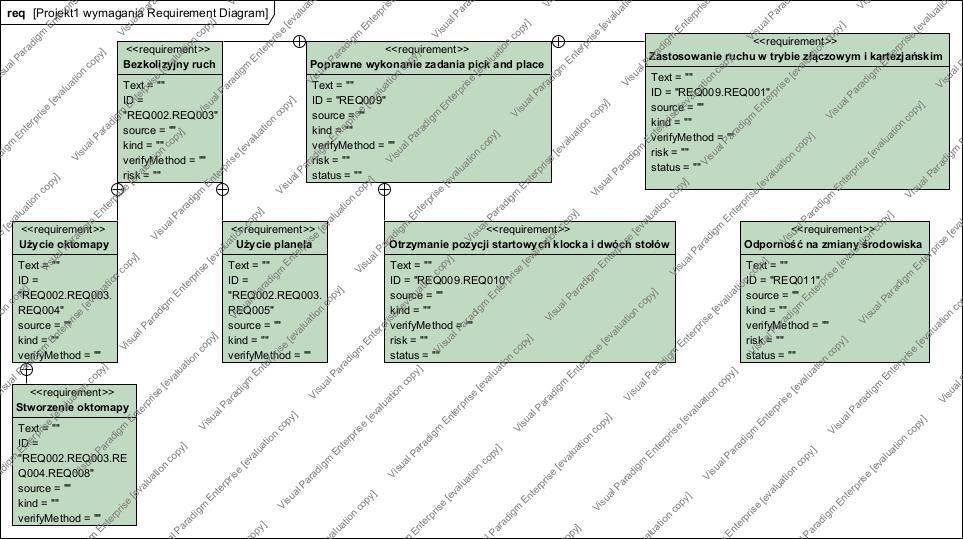 req [Projekt1 wymagania Requirement Diagram]
<<requirement>>
Bezkolizyjny ruch
Text = ""
ID =
"REQ002.REQ003"
source = ""
kind = ""
verifyMethod = ""
risk = ""
<<requirement>>
Poprawne wykonanie zadania pick and place
Text = ""
ID = "REQ009"
source = ""
kind = ""
verifyMethod = ""
risk = ""
status = ""
<<requirement>>
Zastosowanie ruchu w trybie złączowym i kartezjańskim
Text = ""
ID = "REQ009.REQ001"
source = ""
kind = ""
verifyMethod = ""
risk = ""
status = ""
<<requirement>>
Użycie oktomapy
Text = ""
ID =
"REQ002.REQ003.
REQ004"
source = ""
kind = ""
verifyMethod = ""
<<requirement>>
Użycie planela
Text = ""
ID =
"REQ002.REQ003.
REQ005"
source = ""
kind = ""
verifyMethod = ""
<<requirement>>
Otrzymanie pozycji startowych klocka i dwóch stołów
Text = ""
ID = "REQ009.REQ010"
source = ""
kind = ""
verifyMethod = ""
risk = ""
status = ""
<<requirement>>
Odporność na zmiany środowiska
Text = ""
ID = "REQ011"
source = ""
kind = ""
verifyMethod = ""
risk = ""
status = ""
<<requirement>>
Stworzenie oktomapy
Text = ""
ID =
"REQ002.REQ003.RE
Q004.REQ008"
source = ""
kind = ""
verifyMethod = ""
Visual Paradigm Enterprise [evaluation copy]